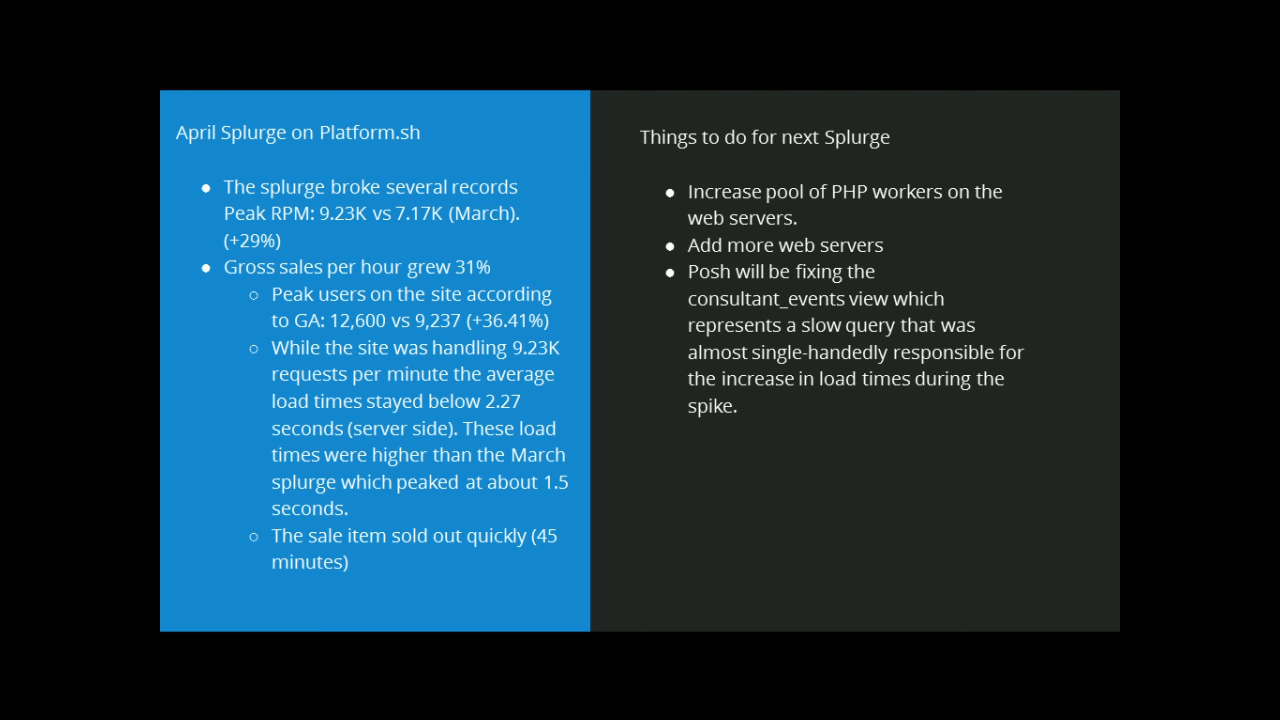 April Splurge on Platform.sh
● The splurge broke several records
Peak RPM: 9.23K vs 7.17K (March).
(+29%)
● Gross sales per hour grew 31%
○ Peak users on the site according
to GA: 12,600 vs 9,237 (+36.41%)
○ While the site was handling 9.23K
requests per minute the average
load times stayed below 2.27
seconds (server side). These load
times were higher than the March
splurge which peaked at about 1.5
seconds.
○ The sale item sold out quickly (45
minutes)
Things to do for next Splurge
● Increase pool of PHP workers on the
web servers.
● Add more web servers
● Posh will be fixing the
consultant_events view which
represents a slow query that was
almost single-handedly responsible for
the increase in load times during the
spike.